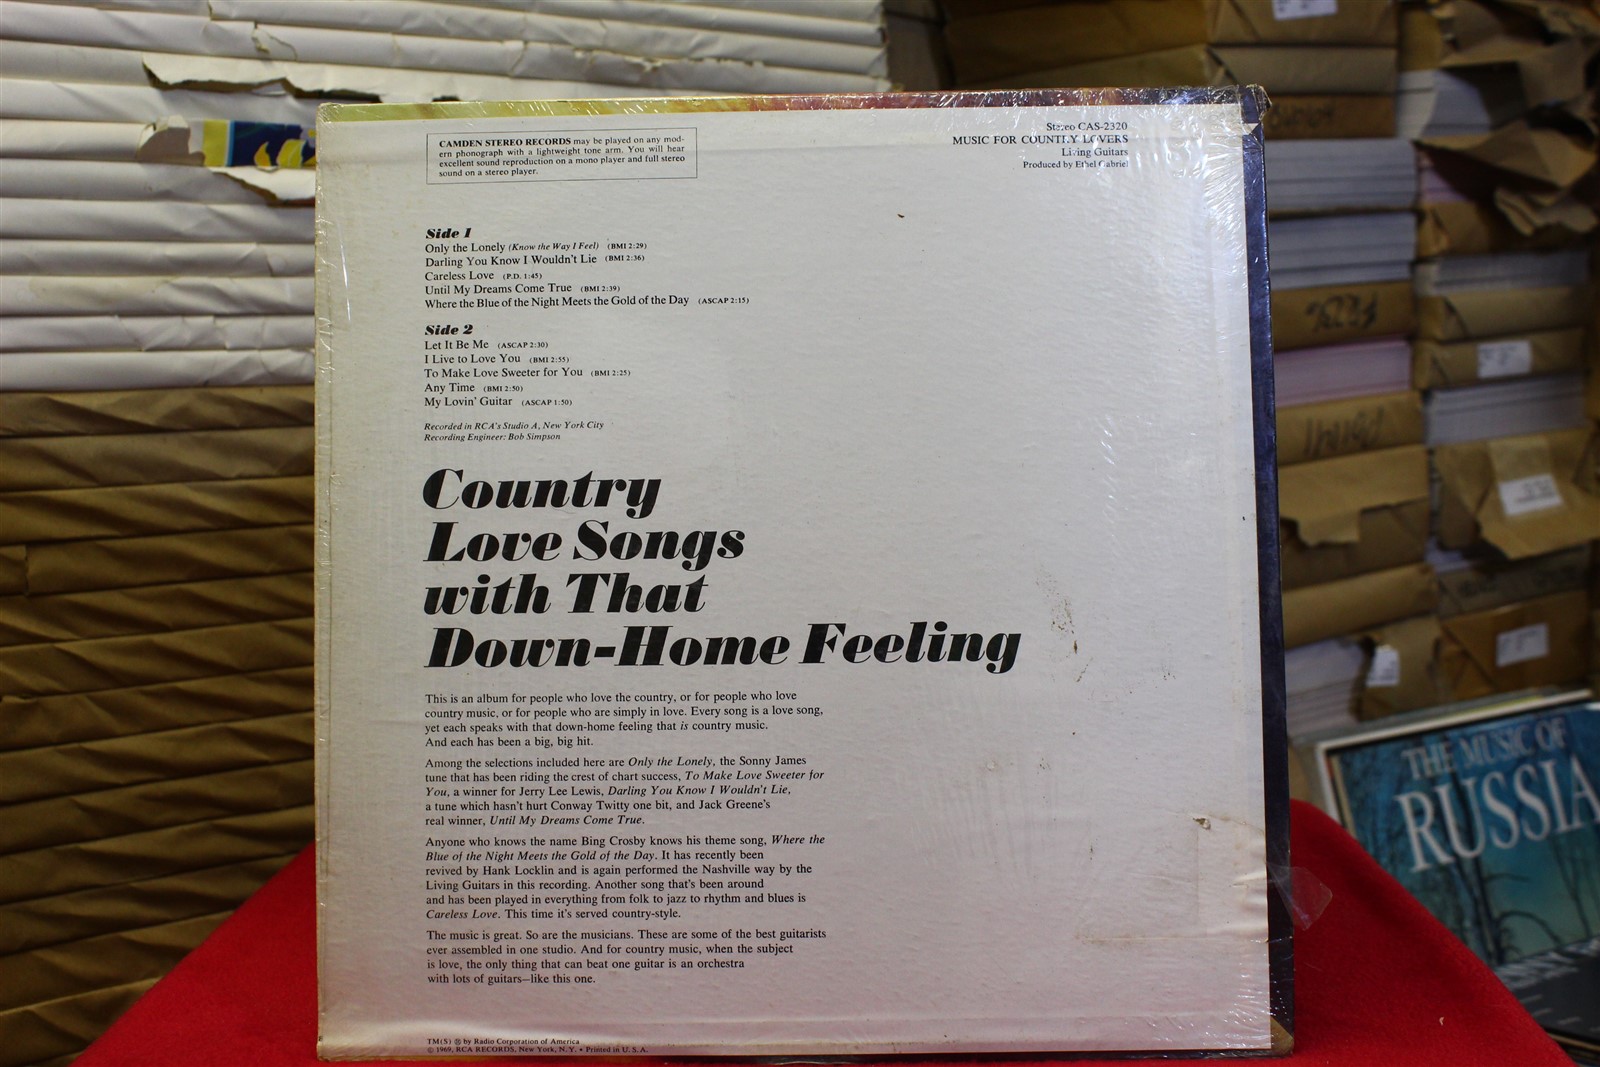 CAMDEN STEREO RECORDS may be played on any mod-
ern phonograph with a lightweight tone arm. You will hear
excellent sound reproduction on a mono player and full stereo
sound on a stereo player.
Stereo CAS-2320
MUSIC FOR COUNTRY LOVERS
Living Guitars
Produced by Ethel Gabriel
Side 1
Only the Lonely (Know the Way I Feel) (BMI 2:29)
Darling You Know I Wouldn't Lie (BMI 2:36)
Careless Love (P.D. 1:45)
Until My Dreams Come True (BMI 2:39)
Where the Blue of the Night Meets the Gold of the Day (ASCAP 2:15)
Side 2
Let It Be Me (ASCAP 2:30)
I Live to Love You (BMI 2:55)
To Make Love Sweeter for You (BMI 2:25)
Any Time (BMI 2:50)
My Lovin' Guitar (ASCAP 1:50)
Recorded in RCA's Studio A, New York City
Recording Engineer: Bob Simpson
Country
Love Songs
with That
Down-Home Feeling
This is an album for people who love the country, or for people who love
country music, or for people who are simply in love. Every song is a love song,
yet each speaks with that down-home feeling that is country music.
And each has been a big, big hit.
Among the selections included here are Only the Lonely, the Sonny James
tune that has been riding the crest of chart success, To Make Love Sweeter for
You, a winner for Jerry Lee Lewis, Darling You Know I Wouldn't Lie,
a tune which hasn't hurt Conway Twitty one bit, and Jack Greene's
real winner, Until My Dreams Come True.
Anyone who knows the name Bing Crosby knows his theme song, Where the
Blue of the Night Meets the Gold of the Day. It has recently been
revived by Hank Locklin and is again performed the Nashville way by the
Living Guitars in this recording. Another song that's been around
and has been played in everything from folk to jazz to rhythm and blues is
Careless Love. This time it's served country-style.
The music is great. So are the musicians. These are some of the best guitarists
ever assembled in one studio. And for country music, when the subject
is love, the only thing that can beat one guitar is an orchestra
with lots of guitars—like this one.
TM(S) ® by Radio Corporation of America
© 1969, RCA RECORDS, New York, N.Y. • Printed in U.S.A.
THE MUSIC OF
RUSSIA